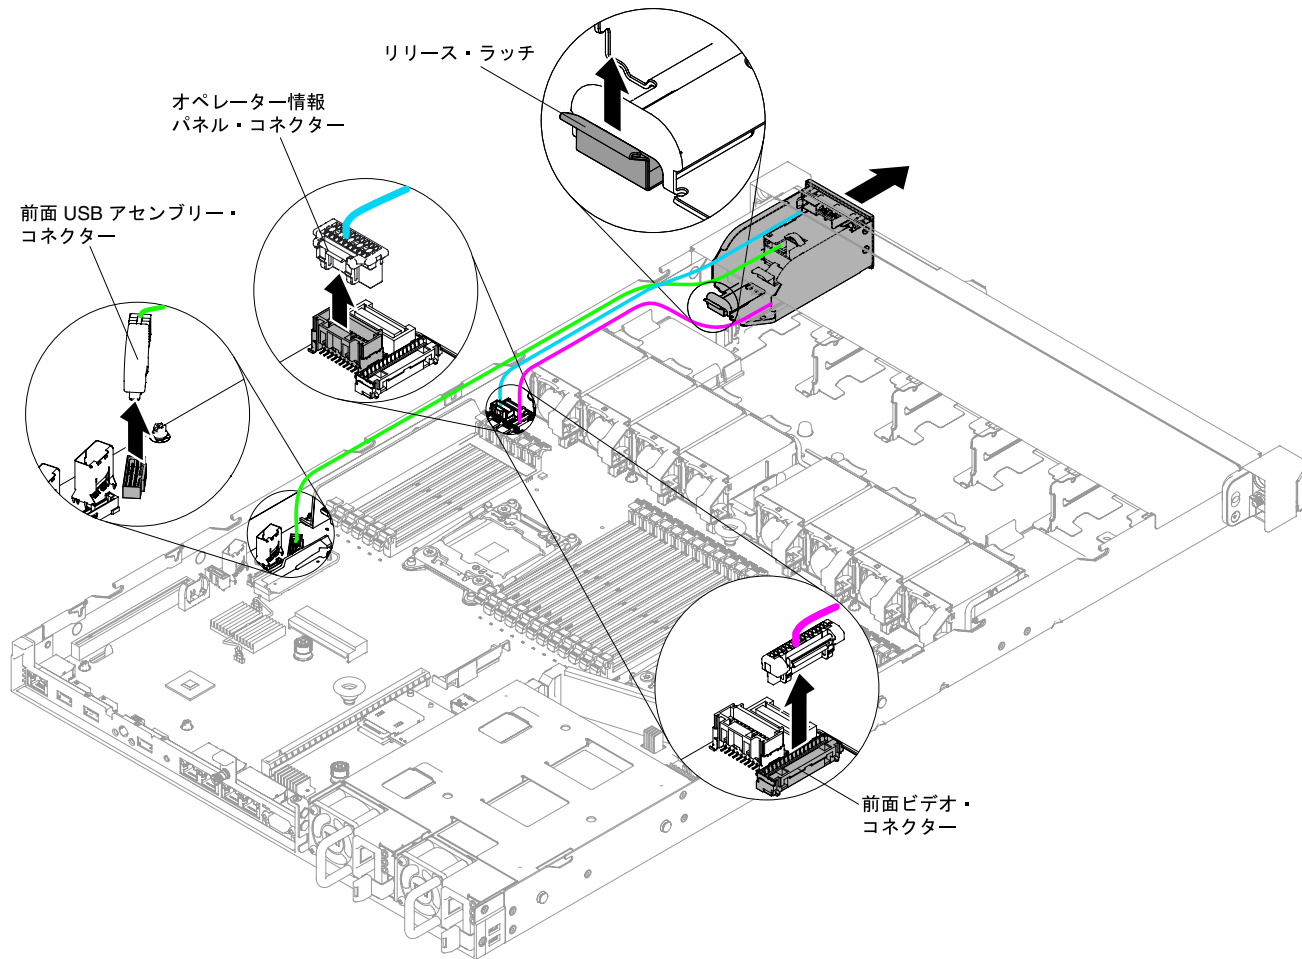 リリース・ラッチ
オペレーター情報
パネル・コネクター
前面 USB アセンブリー・
コネクター
前面ビデオ・
コネクター